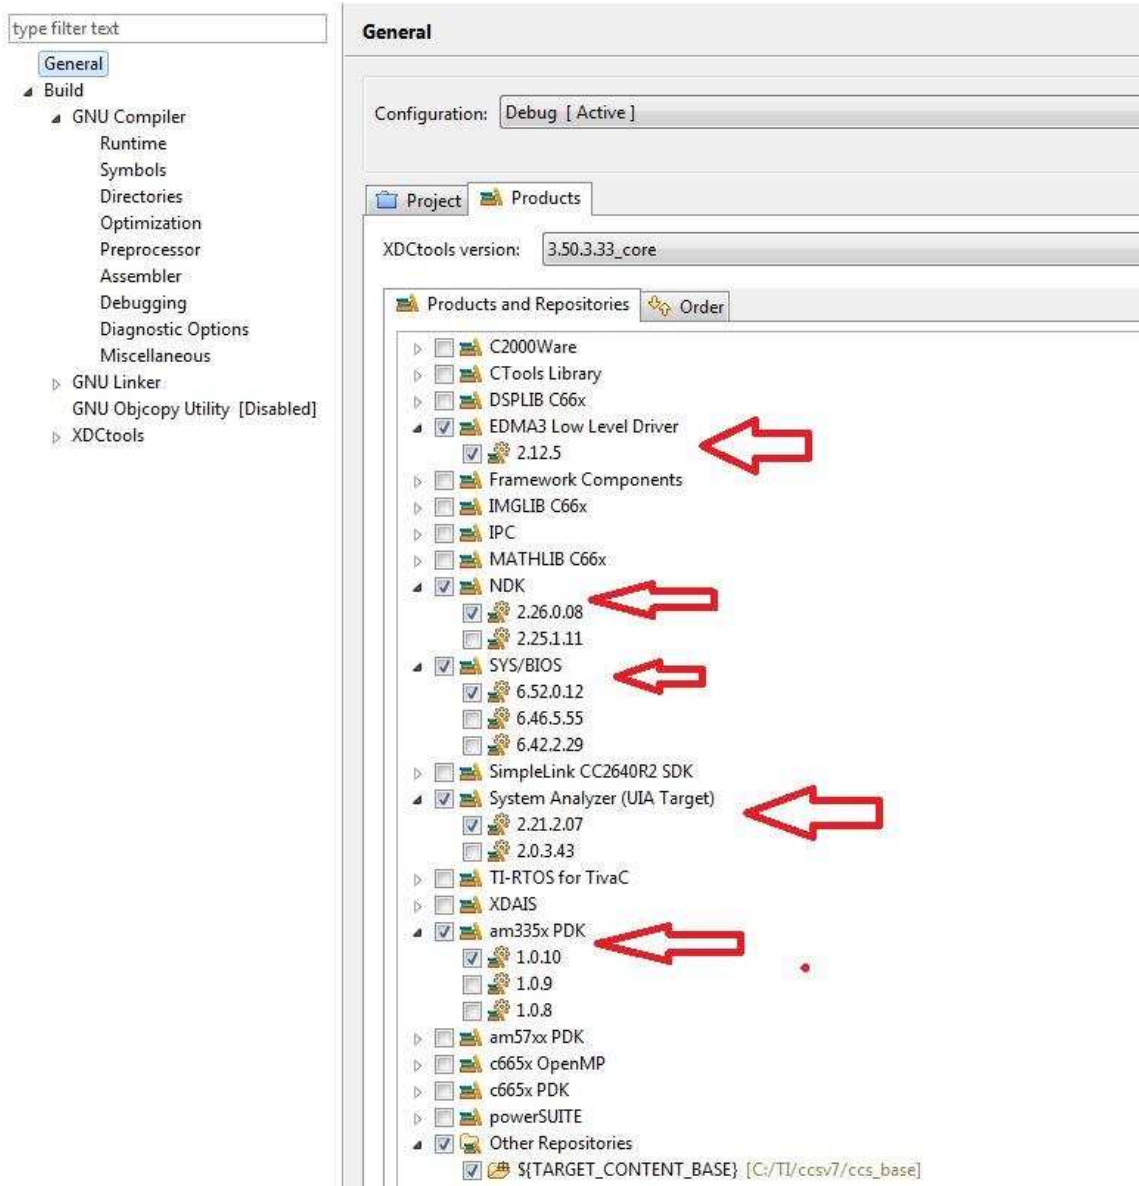 type filter text
General
Build
GNU Compiler
Runtime
Symbols
Directories
Optimization
Preprocessor
Assembler
Debugging
Diagnostic Options
Miscellaneous
GNU Linker
GNU Objcopy Utility [Disabled]
XDCtools
General
Configuration: Debug [ Active ]
Project Products
XDCtools version: 3.50.3.33_core
Products and Repositories Order
C2000Ware
CTools Library
DSPLIB C66x
EDMA3 Low Level Driver
2.12.5
Framework Components
IMGLIB C66x
IPC
MATHLIB C66x
NDK
2.26.0.08
2.25.1.11
SYS/BIOS
6.52.0.12
6.46.5.55
6.42.2.29
SimpleLink CC2640R2 SDK
System Analyzer (UIA Target)
2.21.2.07
2.0.3.43
TI-RTOS for TivaC
XDAIS
am335x PDK
1.0.10
1.0.9
1.0.8
am57xx PDK
c665x OpenMP
c665x PDK
powerSUITE
Other Repositories
${TARGET_CONTENT_BASE} [C:/TI/ccsv7/ccs_base]